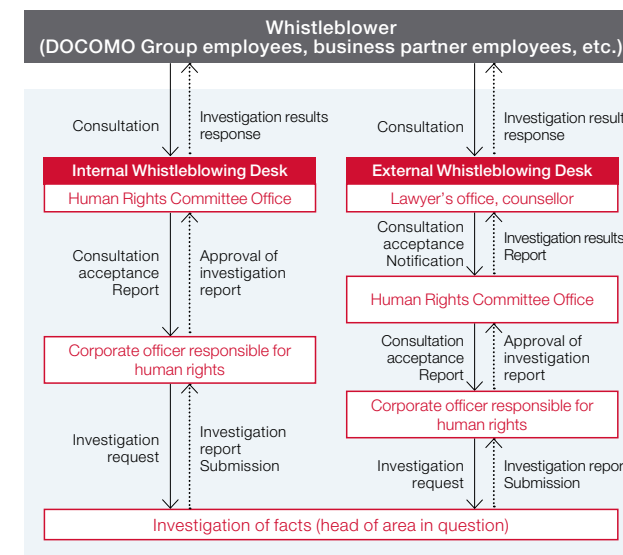 Whistleblower
(DOCOMO Group employees, business partner employees, etc.)
Consultation
Investigation results
response
Consultation
Investigation result
response
Internal Whistleblowing Desk
Human Rights Committee Office
External Whistleblowing Desk
Lawyer's office, counsellor
Consultation
acceptance
Report
Approval of
investigation
report
Consultation
acceptance
Notification
Investigation results
Report
Human Rights Committee Office
Corporate officer responsible for
human rights
Consultation
acceptance
Report
Approval of
investigation
report
Corporate officer responsible for
human rights
Investigation
request
Investigation
report
Submission
Investigation
request
Investigation repor
Submission
Investigation of facts (head of area in question)